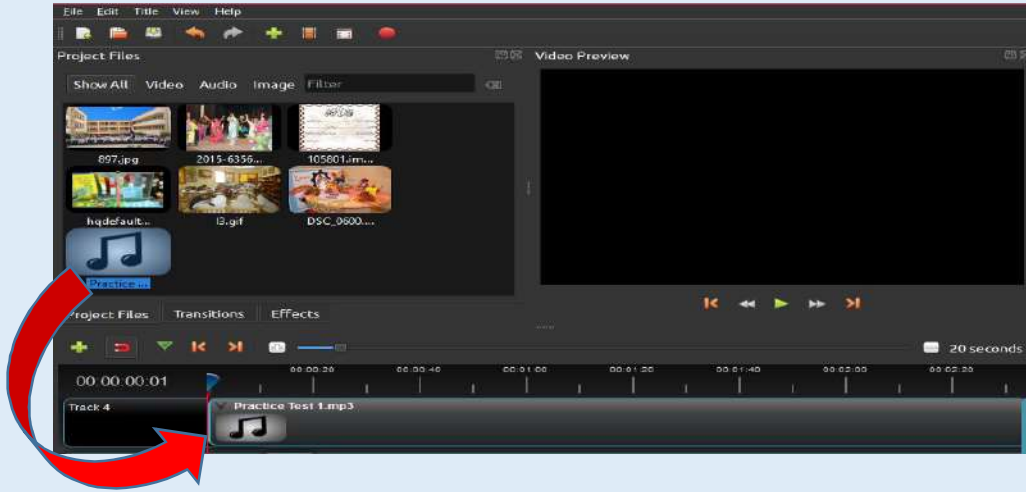 File Edit Title View Help
Project Files
Video Preview
Show All Video Audio Image Filter
897.jpg 2015-6356... 105801.im...
hqdefault... l3.gif DSC_0600....
Practice ...
Project Files Transitions Effects
20 seconds
00:00:00:01
00:00:20 00:00:40 00:01:00 00:01:20 00:01:40 00:02:00 00:02:20
Track 4
Practice Test 1.mp3